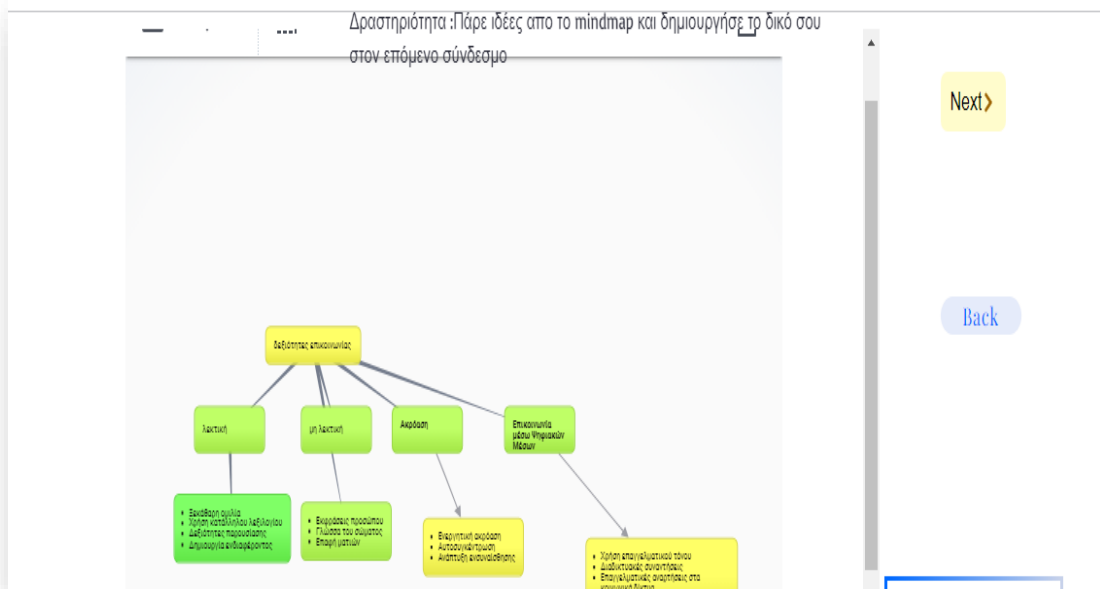 Δραστηριότητα :Πάρε ιδέες απο το mindmap και δημιουργήσε το δικό σου
στον επόμενο σύνδεσμο
Next❯
Back
δεξιότητες επικοινωνίας
λεκτική
μη λεκτική
Ακρόαση
Επικοινωνία
μέσω Ψηφιακών
Μέσων
• Ξεκάθαρη ομιλία
• Χρήση κατάλληλου λεξιλογίου
• Δεξιότητες παρουσίασης
• Δημιουργία ενδιαφέροντος
• Εκφράσεις προσώπου
• Γλώσσα του σώματος
• Επαφή ματιών
• Ενεργητική ακρόαση
• Αυτοσυγκέντρωση
• Ανάπτυξη ενσυναίσθησης
• Χρήση επαγγελματικού τόνου
• Διαδικτυακές συναντήσεις
• Επαγγελματικές αναρτήσεις στα
κοινωνικά δίκτυα